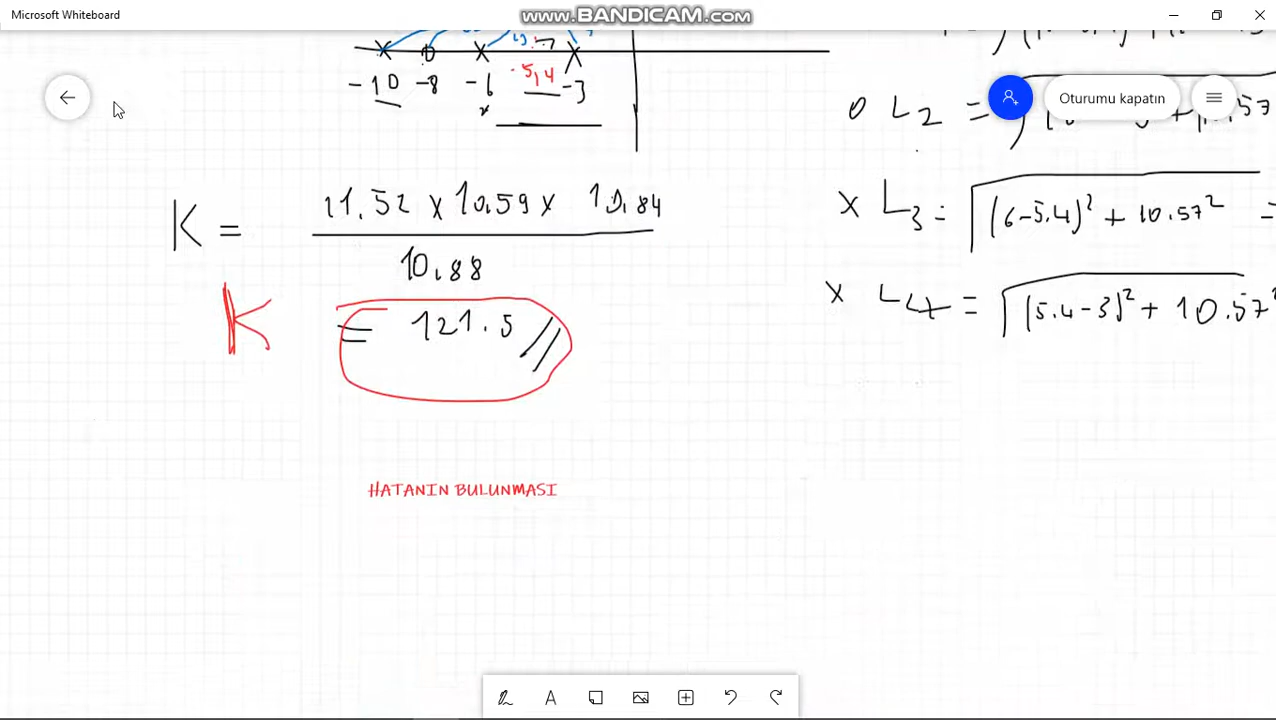 Microsoft Whiteboard
www.BANDICAM.com
-10 -8 -6 -5,4 -3
Oturumu kapatın
0 L2 =
K = 11.52 x 10.59 x 10.84
10.88
x L3 = √(6-5.4)² + 10.57² =
K = 121.5 //
x L4 = √(5.4-3)² + 10.57²
HATANIN BULUNMASI
A